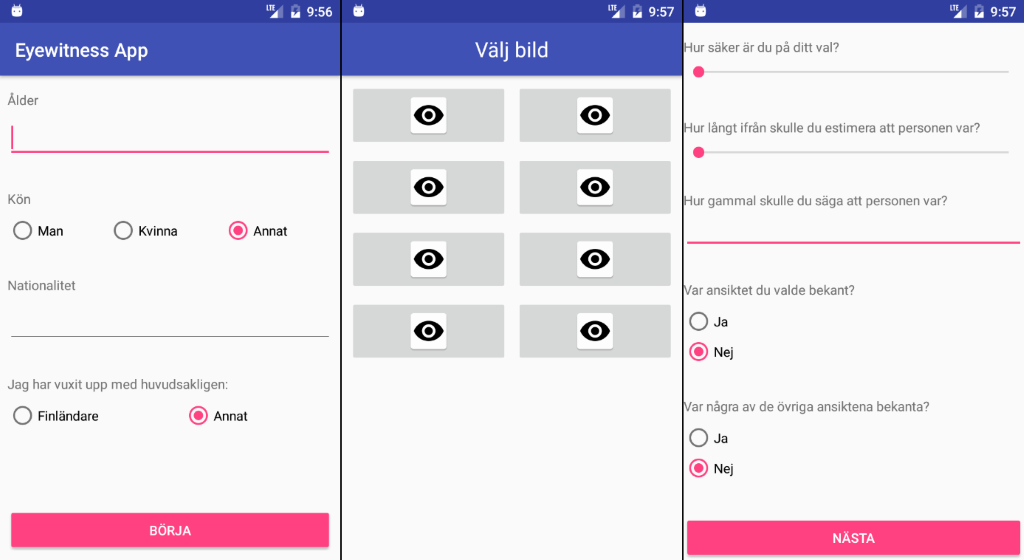 LTE 9:56
Eyewitness App
Ålder
Kön
Man Kvinna Annat
Nationalitet
Jag har vuxit upp med huvudsakligen:
Finländare Annat
BÖRJA
LTE 9:57
Välj bild
LTE 9:57
Hur säker är du på ditt val?
Hur långt ifrån skulle du estimera att personen var?
Hur gammal skulle du säga att personen var?
Var ansiktet du valde bekant?
Ja
Nej
Var några av de övriga ansiktena bekanta?
Ja
Nej
NÄSTA